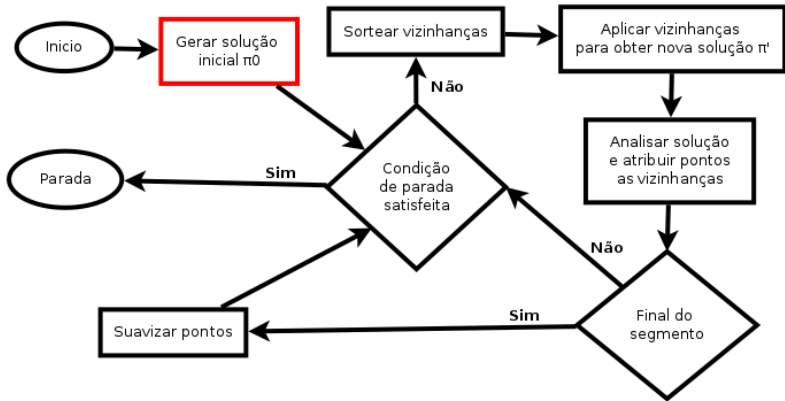 Inicio
Gerar solução
inicial π0
Sortear vizinhanças
Aplicar vizinhanças
para obter nova solução π'
Não
Analisar solução
e atribuir pontos
as vizinhanças
Condição
de parada
satisfeita
Sim
Parada
Não
Final do
segmento
Sim
Suavizar pontos